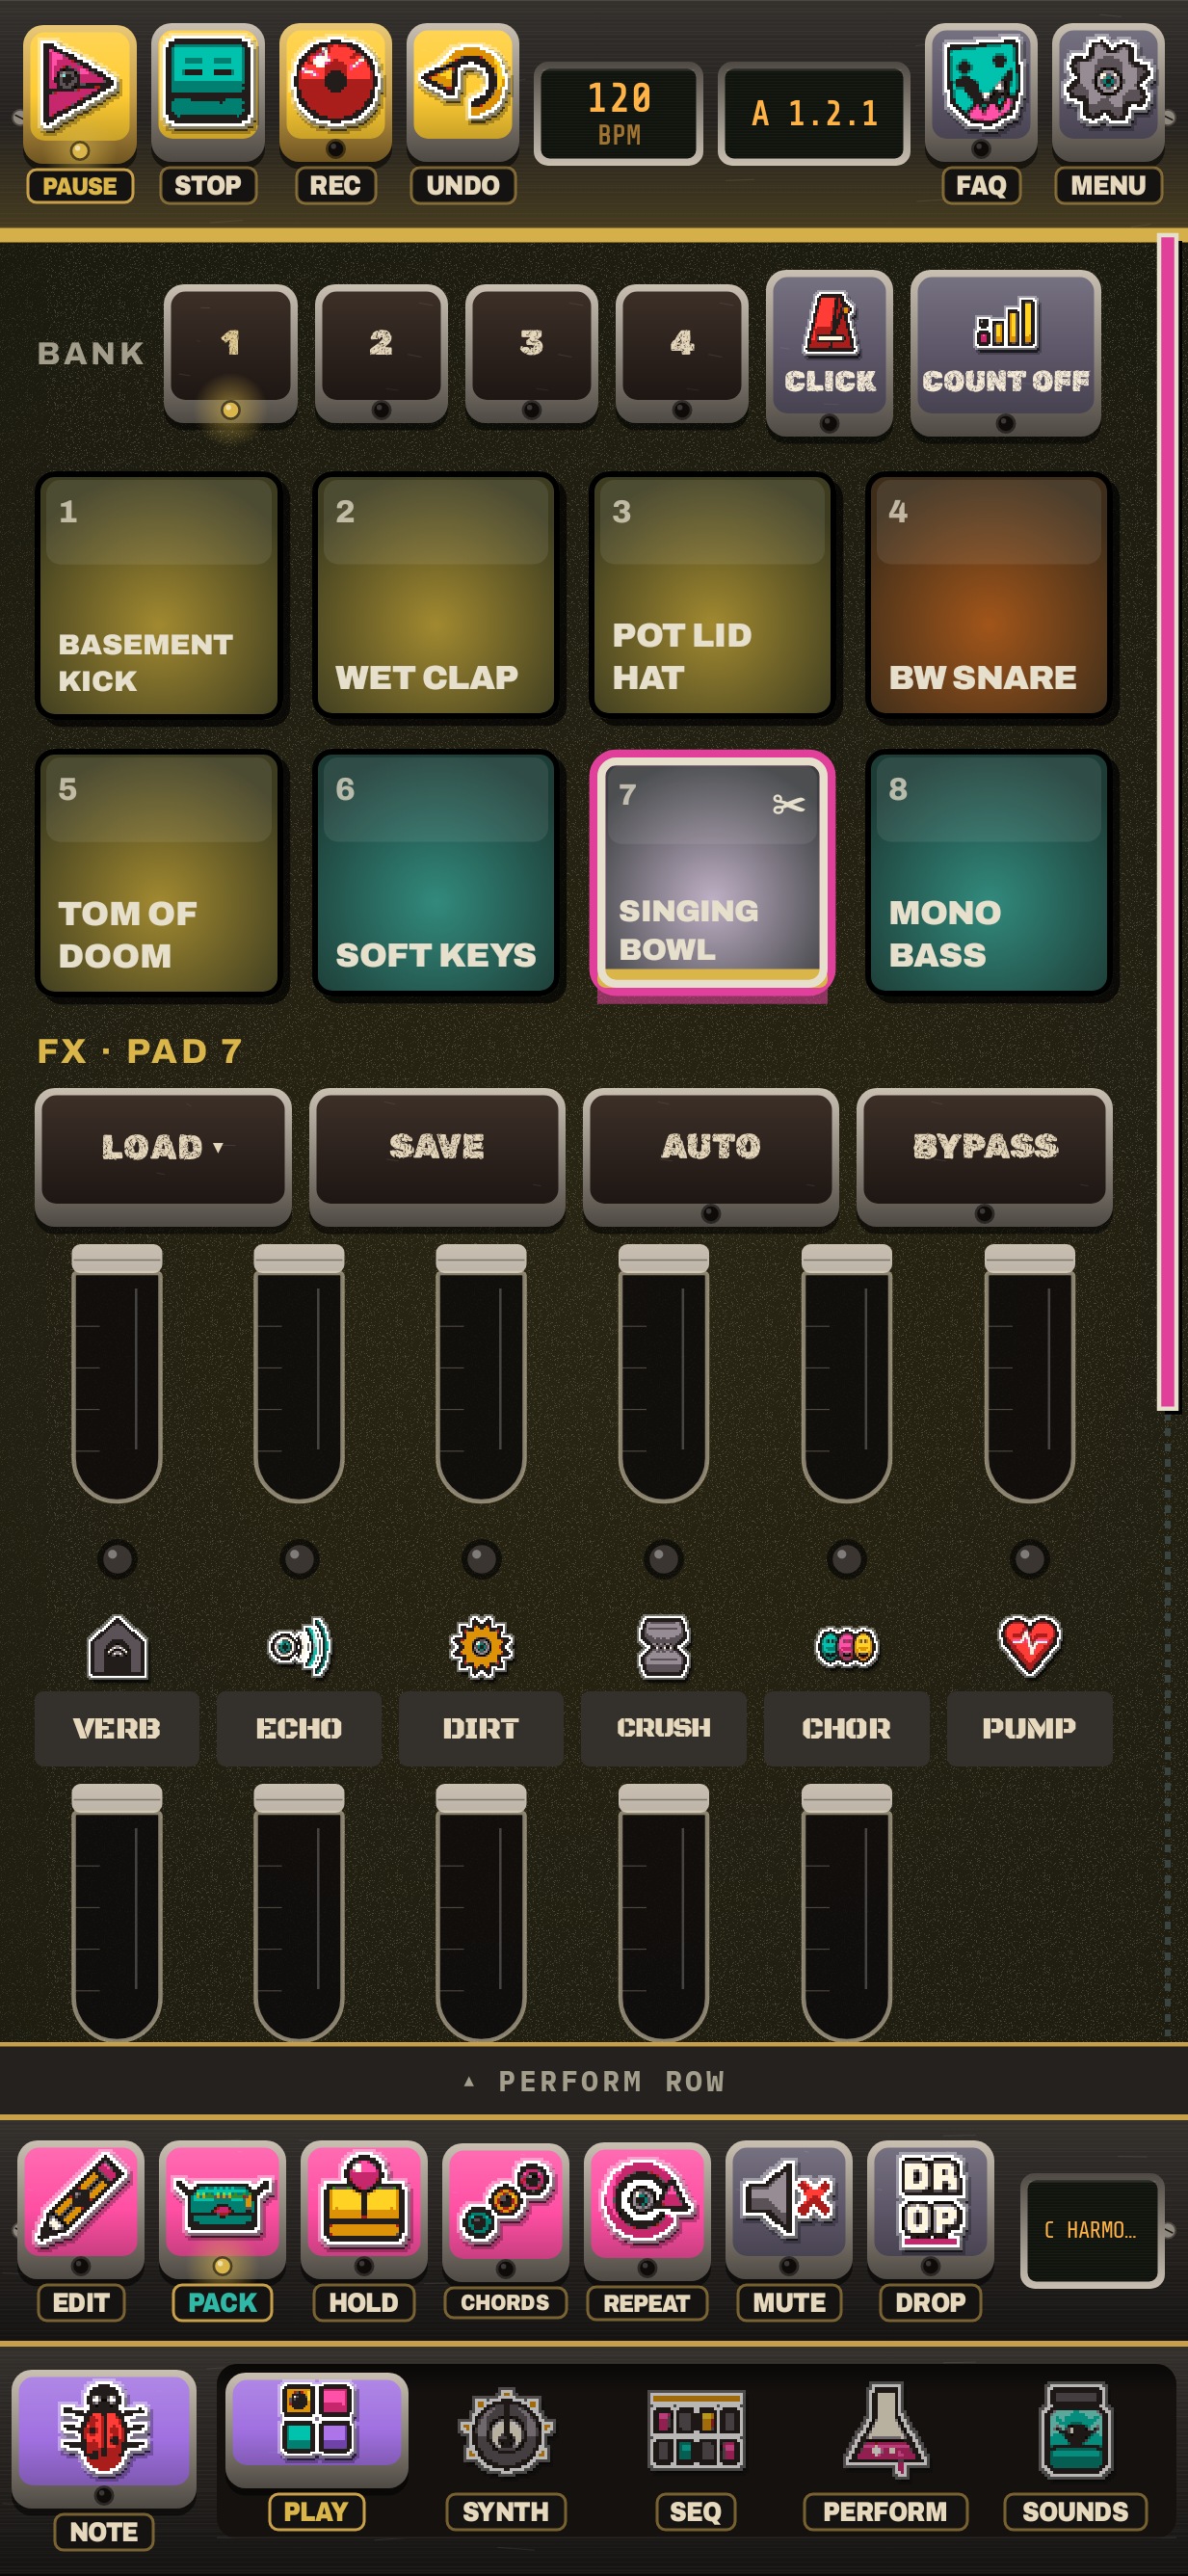 PAUSE
STOP
REC
UNDO
120
BPM
A 1.2.1
FAQ
MENU
BANK
1
2
3
4
CLICK
COUNT OFF
1
BASEMENT
KICK
2
WET CLAP
3
POT LID
HAT
4
BW SNARE
5
TOM OF
DOOM
6
SOFT KEYS
7
SINGING
BOWL
8
MONO
BASS
FX · PAD 7
LOAD ▾
SAVE
AUTO
BYPASS
VERB
ECHO
DIRT
CRUSH
CHOR
PUMP
▲ PERFORM ROW
DR
OP
C HARMO…
EDIT
PACK
HOLD
CHORDS
REPEAT
MUTE
DROP
NOTE
PLAY
SYNTH
SEQ
PERFORM
SOUNDS